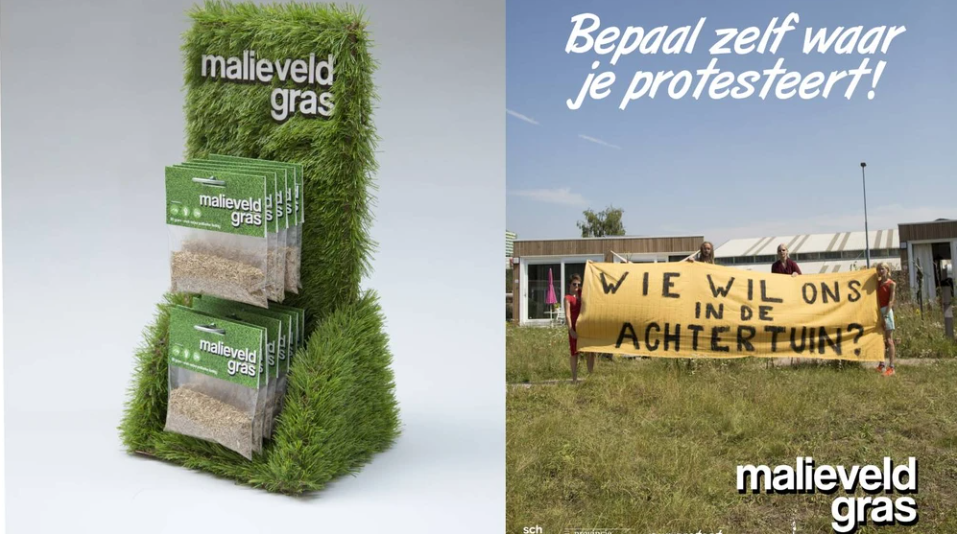 malieveld
gras
malieveld
gras
malieveld
gras
Bepaal zelf waar
je protesteert!
WIE WIL ONS
IN DE
ACHTERTUIN?
malieveld
gras
sch